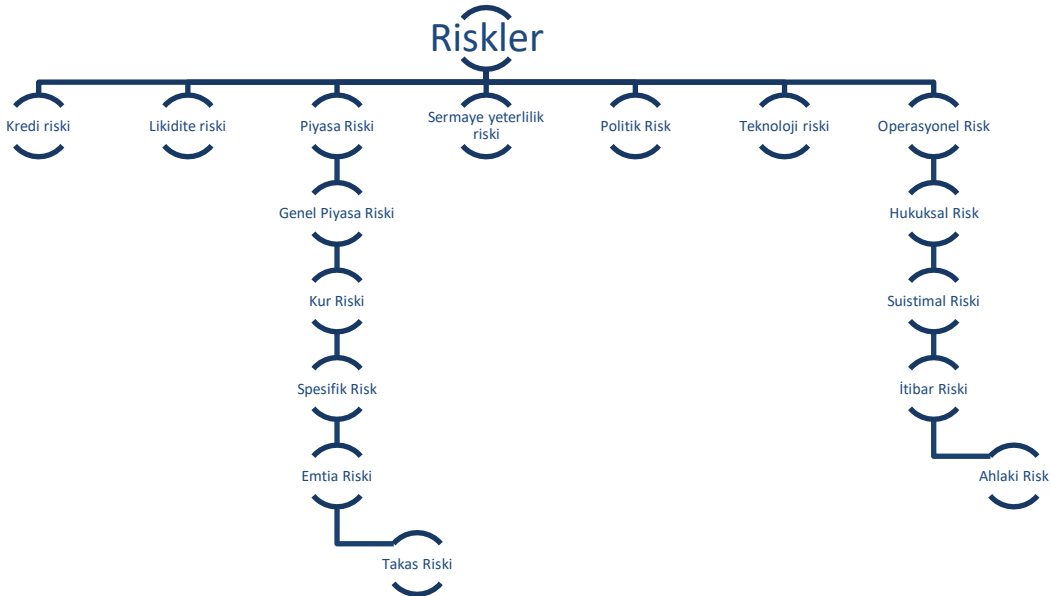 Riskler
Kredi riski
Likidite riski
Piyasa Riski
Sermaye yeterlilik
riski
Politik Risk
Teknoloji riski
Operasyonel Risk
Genel Piyasa Riski
Hukuksal Risk
Kur Riski
Suistimal Riski
Spesifik Risk
İtibar Riski
Emtia Riski
Ahlaki Risk
Takas Riski